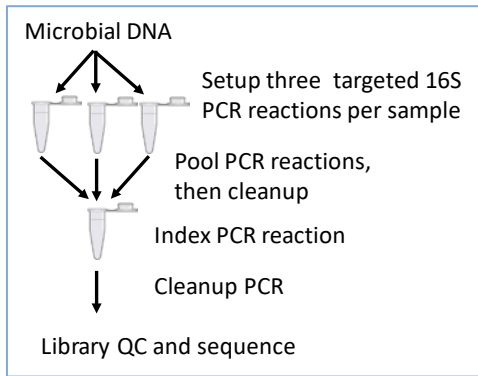 Microbial DNA
Setup three targeted 16S
PCR reactions per sample
Pool PCR reactions,
then cleanup
Index PCR reaction
Cleanup PCR
Library QC and sequence